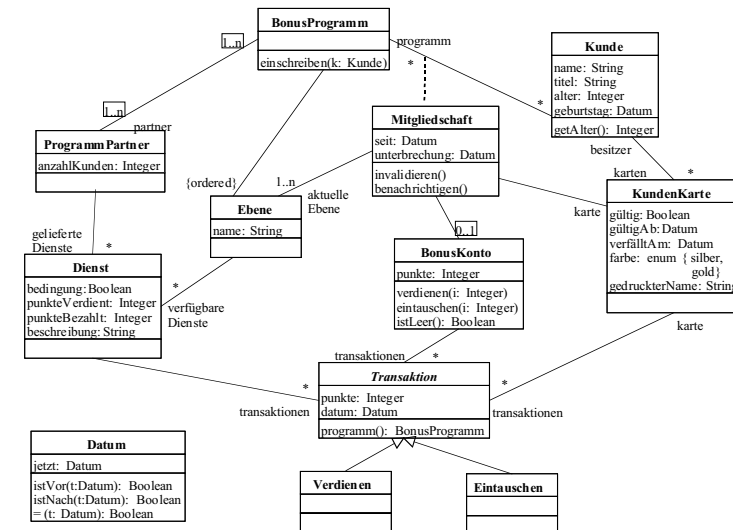 BonusProgramm
einschreiben(k: Kunde)
1..n
programm
*
*
Kunde
name: String
titel: String
alter: Integer
geburtstag: Datum
getAlter(): Integer
besitzer
1..n
partner
ProgrammPartner
anzahlKunden: Integer
Mitgliedschaft
seit: Datum
unterbrechung: Datum
invalidieren()
benachrichtigen()
karten
*
{ordered}
1..n
aktuelle
Ebene
Ebene
name: String
karte
KundenKarte
gültig: Boolean
gültigAb: Datum
verfälltAm: Datum
farbe: enum { silber,
gold}
gedruckterName: String
gelieferte
Dienste
*
0..1
BonusKonto
punkte: Integer
verdienen(i: Integer)
eintauschen(i: Integer)
istLeer(): Boolean
Dienst
bedingung:Boolean
punkteVerdient: Integer
punkteBezahlt: Integer
beschreibung:String
*
verfügbare
Dienste
karte
transaktionen
*
Transaktion
punkte: Integer
datum: Datum
programm(): BonusProgramm
*
transaktionen
*
transaktionen
Datum
jetzt: Datum
istVor(t:Datum): Boolean
istNach(t:Datum): Boolean
= (t: Datum): Boolean
Verdienen
Eintauschen